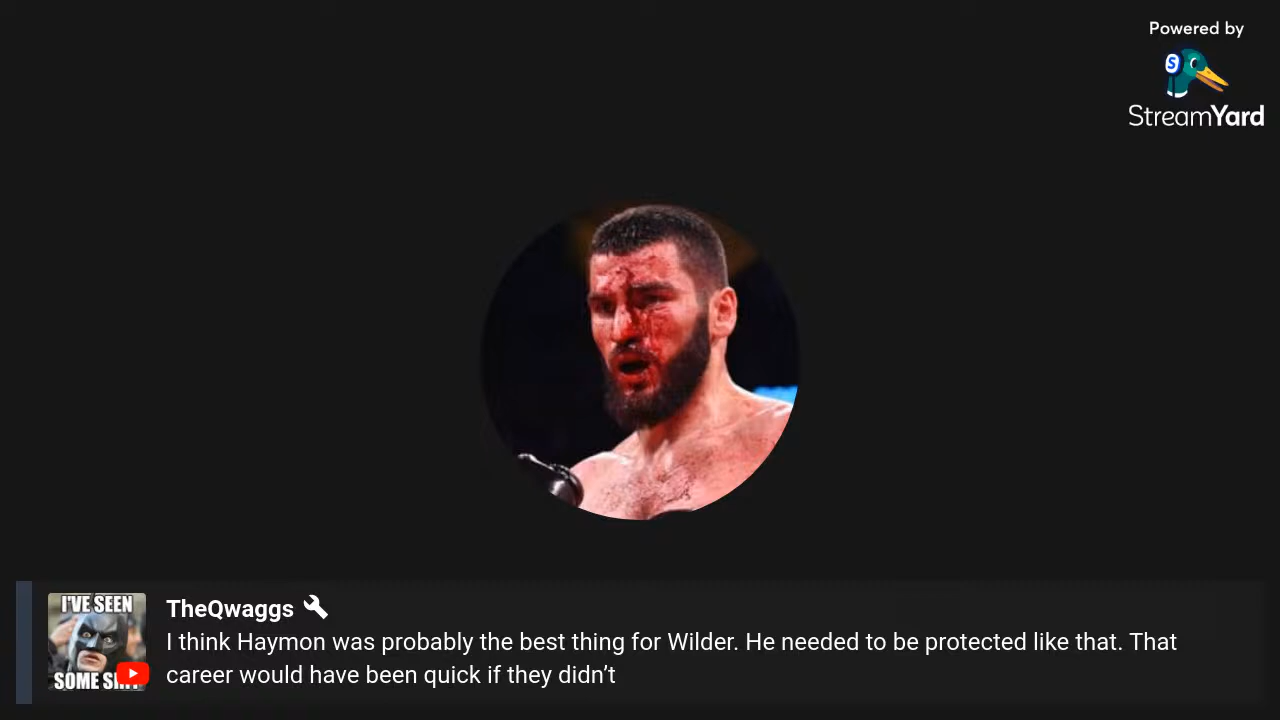 Powered by
S
StreamYard
I'VE SEEN
TheQwaggs
I think Haymon was probably the best thing for Wilder. He needed to be protected like that. That
career would have been quick if they didn’t
SOME